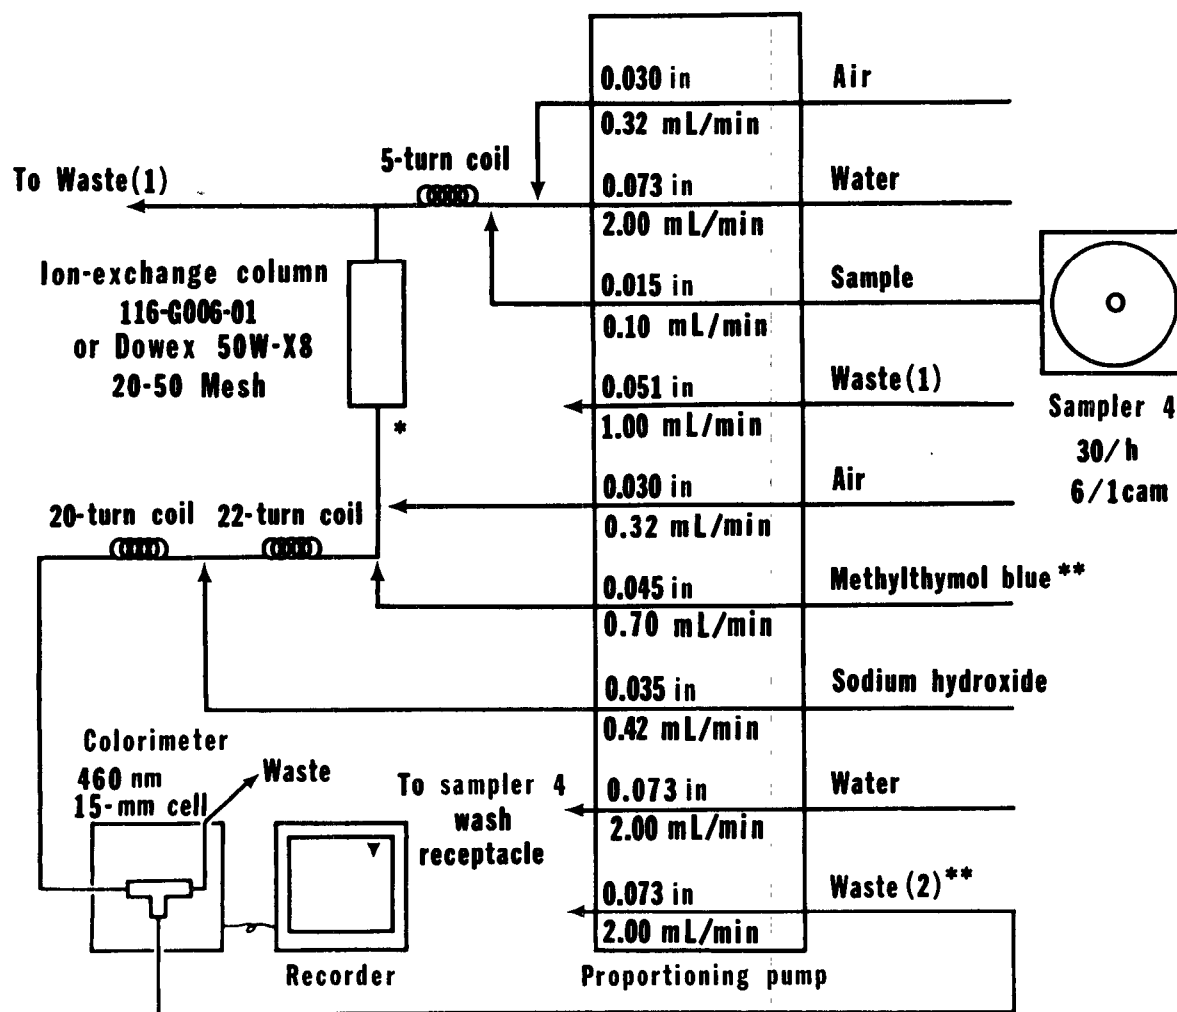 0.030 in
Air
0.32 mL/min
5-turn coil
To Waste(1)
0.073 in
Water
2.00 mL/min
Ion-exchange column
116-G006-01
or Dowex 50W-X8
20-50 Mesh
0.015 in
Sample
0.10 mL/min
0.051 in
Waste(1)
1.00 mL/min
*
Sampler 4
30/h
6/1cam
0.030 in
Air
0.32 mL/min
20-turn coil
22-turn coil
0.045 in
Methylthymol blue**
0.70 mL/min
0.035 in
Sodium hydroxide
0.42 mL/min
Colorimeter
460 nm
15-mm cell
Waste
To sampler 4
wash
receptacle
0.073 in
Water
2.00 mL/min
0.073 in
Waste (2)**
2.00 mL/min
Recorder
Proportioning pump